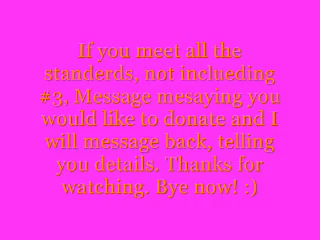 If you meet all the
standerds, not inclueding
#3, Message mesaying you
would like to donate and I
will message back, telling
you details. Thanks for
watching. Bye now! :)